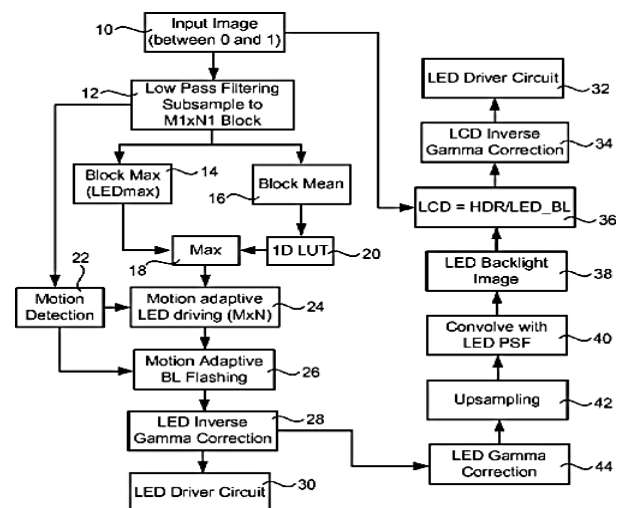 10
Input Image
(between 0 and 1)
12
Low Pass Filtering
Subsample to
M1xN1 Block
Block Max
(LEDmax)
14
16
Block Mean
Max
18
1D LUT
20
22
Motion
Detection
Motion adaptive
LED driving (MxN)
24
Motion Adaptive
BL Flashing
26
LED Inverse
Gamma Correction
28
LED Driver Circuit
30
LED Driver Circuit
32
LCD Inverse
Gamma Correction
34
LCD = HDR/LED_BL
36
LED Backlight
Image
38
Convolve with
LED PSF
40
Upsampling
42
LED Gamma
Correction
44